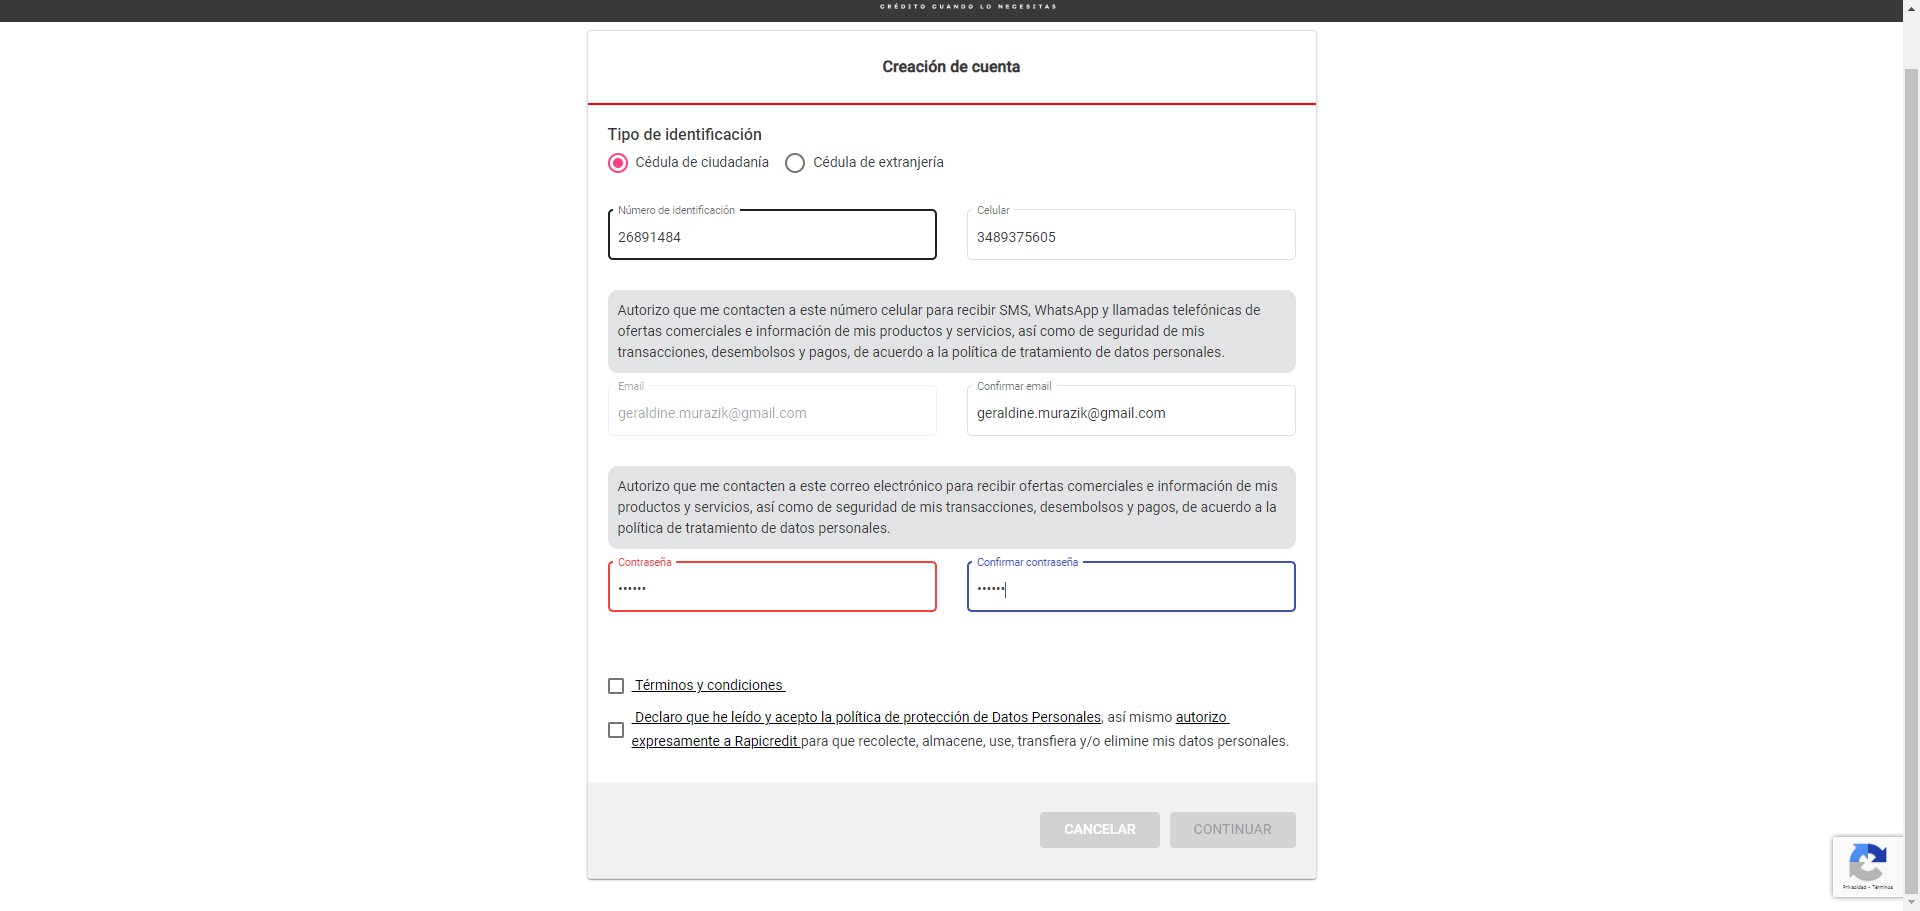 CRÉDITO CUANDO LO NECESITAS
Creación de cuenta
Tipo de identificación
Cédula de ciudadanía
Cédula de extranjería
Número de identificación
26891484
Celular
3489375605
Autorizo que me contacten a este número celular para recibir SMS, WhatsApp y llamadas telefónicas de
ofertas comerciales e información de mis productos y servicios, así como de seguridad de mis
transacciones, desembolsos y pagos, de acuerdo a la política de tratamiento de datos personales.
Email
geraldine.murazik@gmail.com
Confirmar email
geraldine.murazik@gmail.com
Autorizo que me contacten a este correo electrónico para recibir ofertas comerciales e información de mis
productos y servicios, así como de seguridad de mis transacciones, desembolsos y pagos, de acuerdo a la
política de tratamiento de datos personales.
Contraseña
••••••
Confirmar contraseña
••••••
Términos y condiciones
Declaro que he leído y acepto la política de protección de Datos Personales, así mismo autorizo
expresamente a Rapicredit para que recolecte, almacene, use, transfiera y/o elimine mis datos personales.
CANCELAR
CONTINUAR
Privacidad - Términos